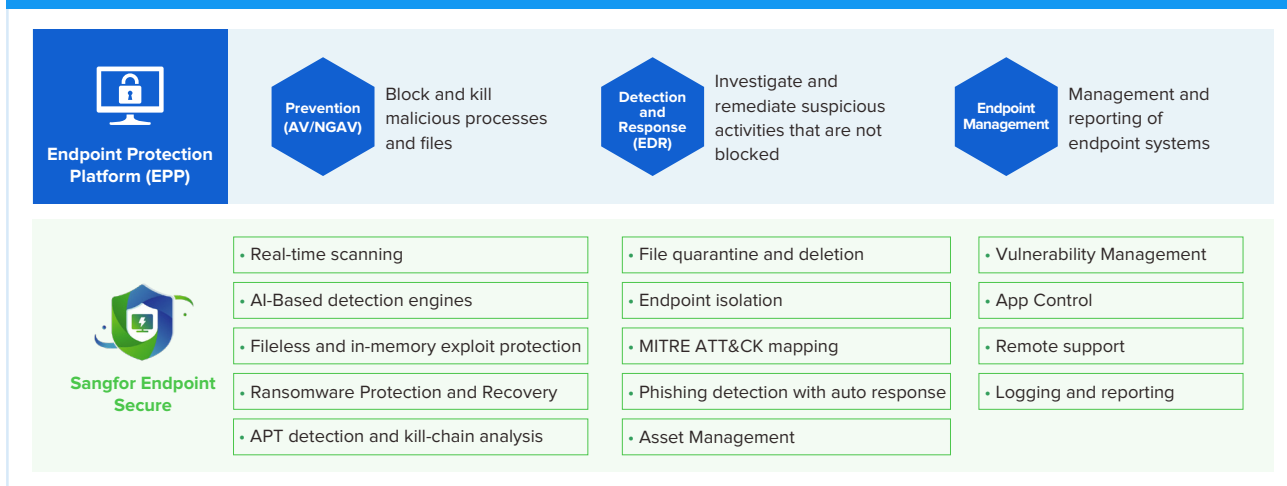 Endpoint Protection
Platform (EPP)
Prevention
(AV/NGAV)
Block and kill
malicious processes
and files
Detection
and
Response
(EDR)
Investigate and
remediate suspicious
activities that are not
blocked
Endpoint
Management
Management and
reporting of
endpoint systems
Sangfor Endpoint
Secure
• Real-time scanning
• AI-Based detection engines
• Fileless and in-memory exploit protection
• Ransomware Protection and Recovery
• APT detection and kill-chain analysis
• File quarantine and deletion
• Endpoint isolation
• MITRE ATT&CK mapping
• Phishing detection with auto response
• Asset Management
• Vulnerability Management
• App Control
• Remote support
• Logging and reporting